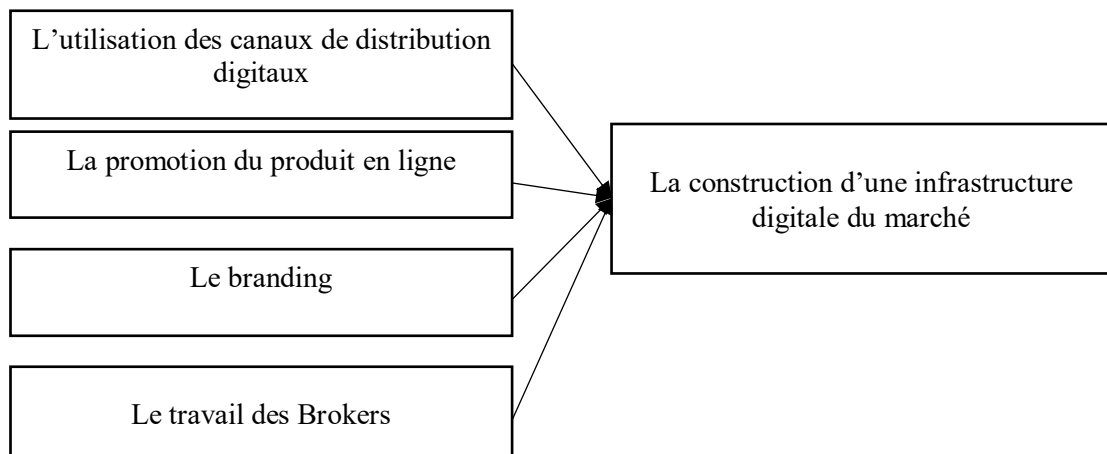 L’utilisation des canaux de distribution
digitaux
La promotion du produit en ligne
Le branding
Le travail des Brokers
La construction d’une infrastructure
digitale du marché